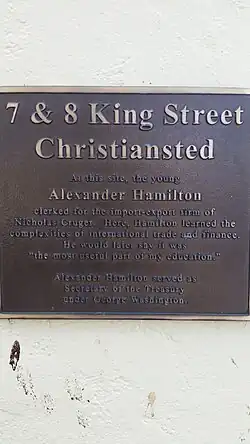 7 & 8 King Street
Christiansted
At this site, the young
Alexander Hamilton
clerked for the import-export firm of
Nicholas Cruger. Here, Hamilton learned the
complexities of international trade and finance.
He would late say it was
"the most useful part of my education."
Alexander Hamilton served as
Secretary of the Treasury
under George Washington.